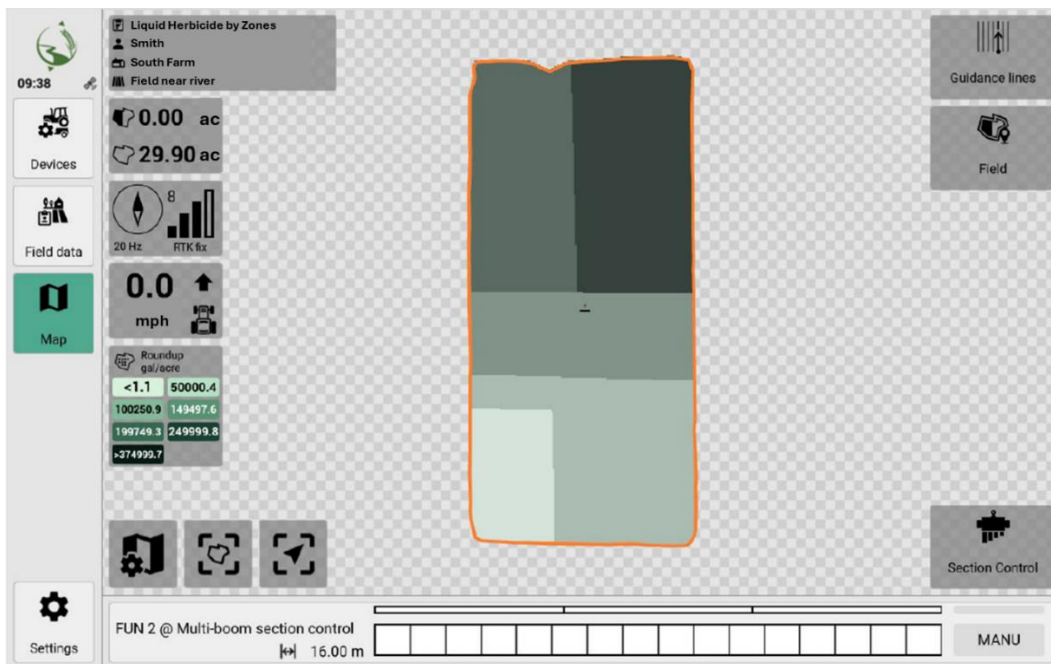 09:38
Devices
Field data
Map
Settings
Liquid Herbicide by Zones
Smith
South Farm
Field near river
0.00 ac
29.90 ac
8
20 Hz RTK fix
0.0
mph
Roundup
gal/acre
<1.1 50000.4
100250.9 149497.6
199749.3 249999.8
>374999.7
Guidance lines
Field
Section Control
FUN 2 @ Multi-boom section control
16.00 m
MANU